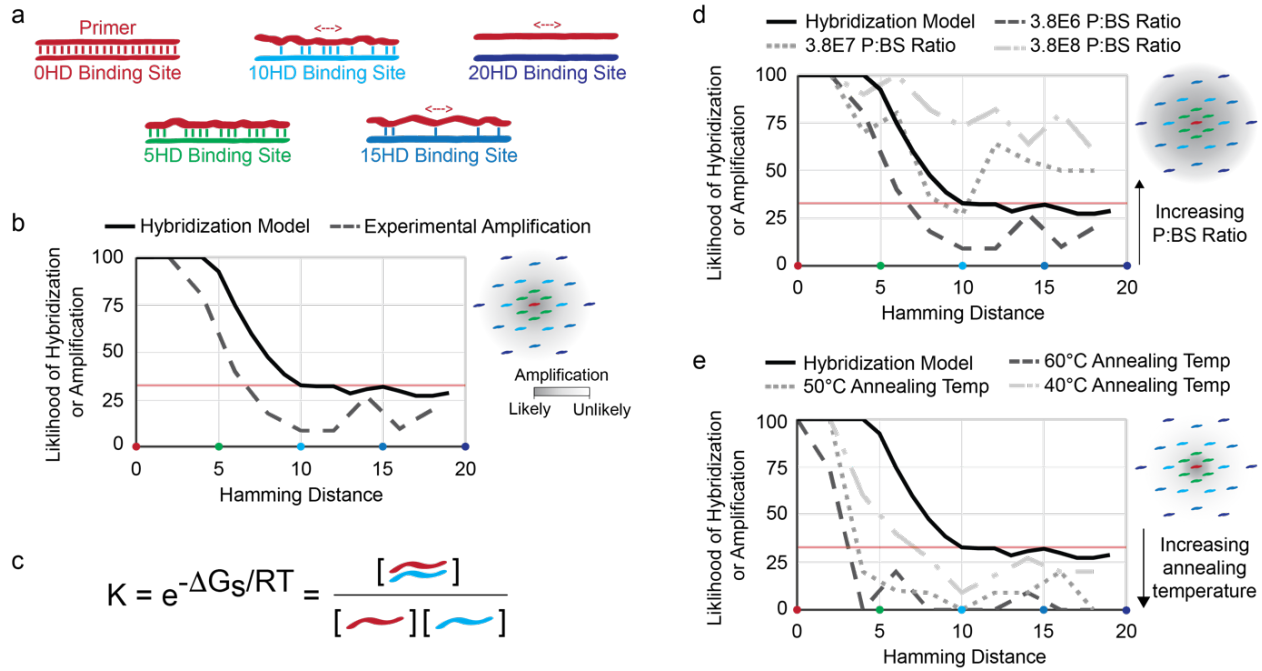 a
Primer
0HD Binding Site
<--->
10HD Binding Site
<--->
20HD Binding Site
5HD Binding Site
<--->
15HD Binding Site
b
Hybridization Model
Experimental Amplification
Liklihood of Hybridization
or Amplification
100
75
50
25
0
0
5
10
15
20
Hamming Distance
Amplification
Likely
Unlikely
c
K = e-ΔGs/RT = [ ] [ ] [ ]
d
Hybridization Model
3.8E6 P:BS Ratio
3.8E7 P:BS Ratio
3.8E8 P:BS Ratio
Liklihood of Hybridization
or Amplification
100
75
50
25
0
0
5
10
15
20
Hamming Distance
Increasing
P:BS Ratio
e
Hybridization Model
60°C Annealing Temp
50°C Annealing Temp
40°C Annealing Temp
Liklihood of Hybridization
or Amplification
100
75
50
25
0
0
5
10
15
20
Hamming Distance
Increasing
annealing
temperature